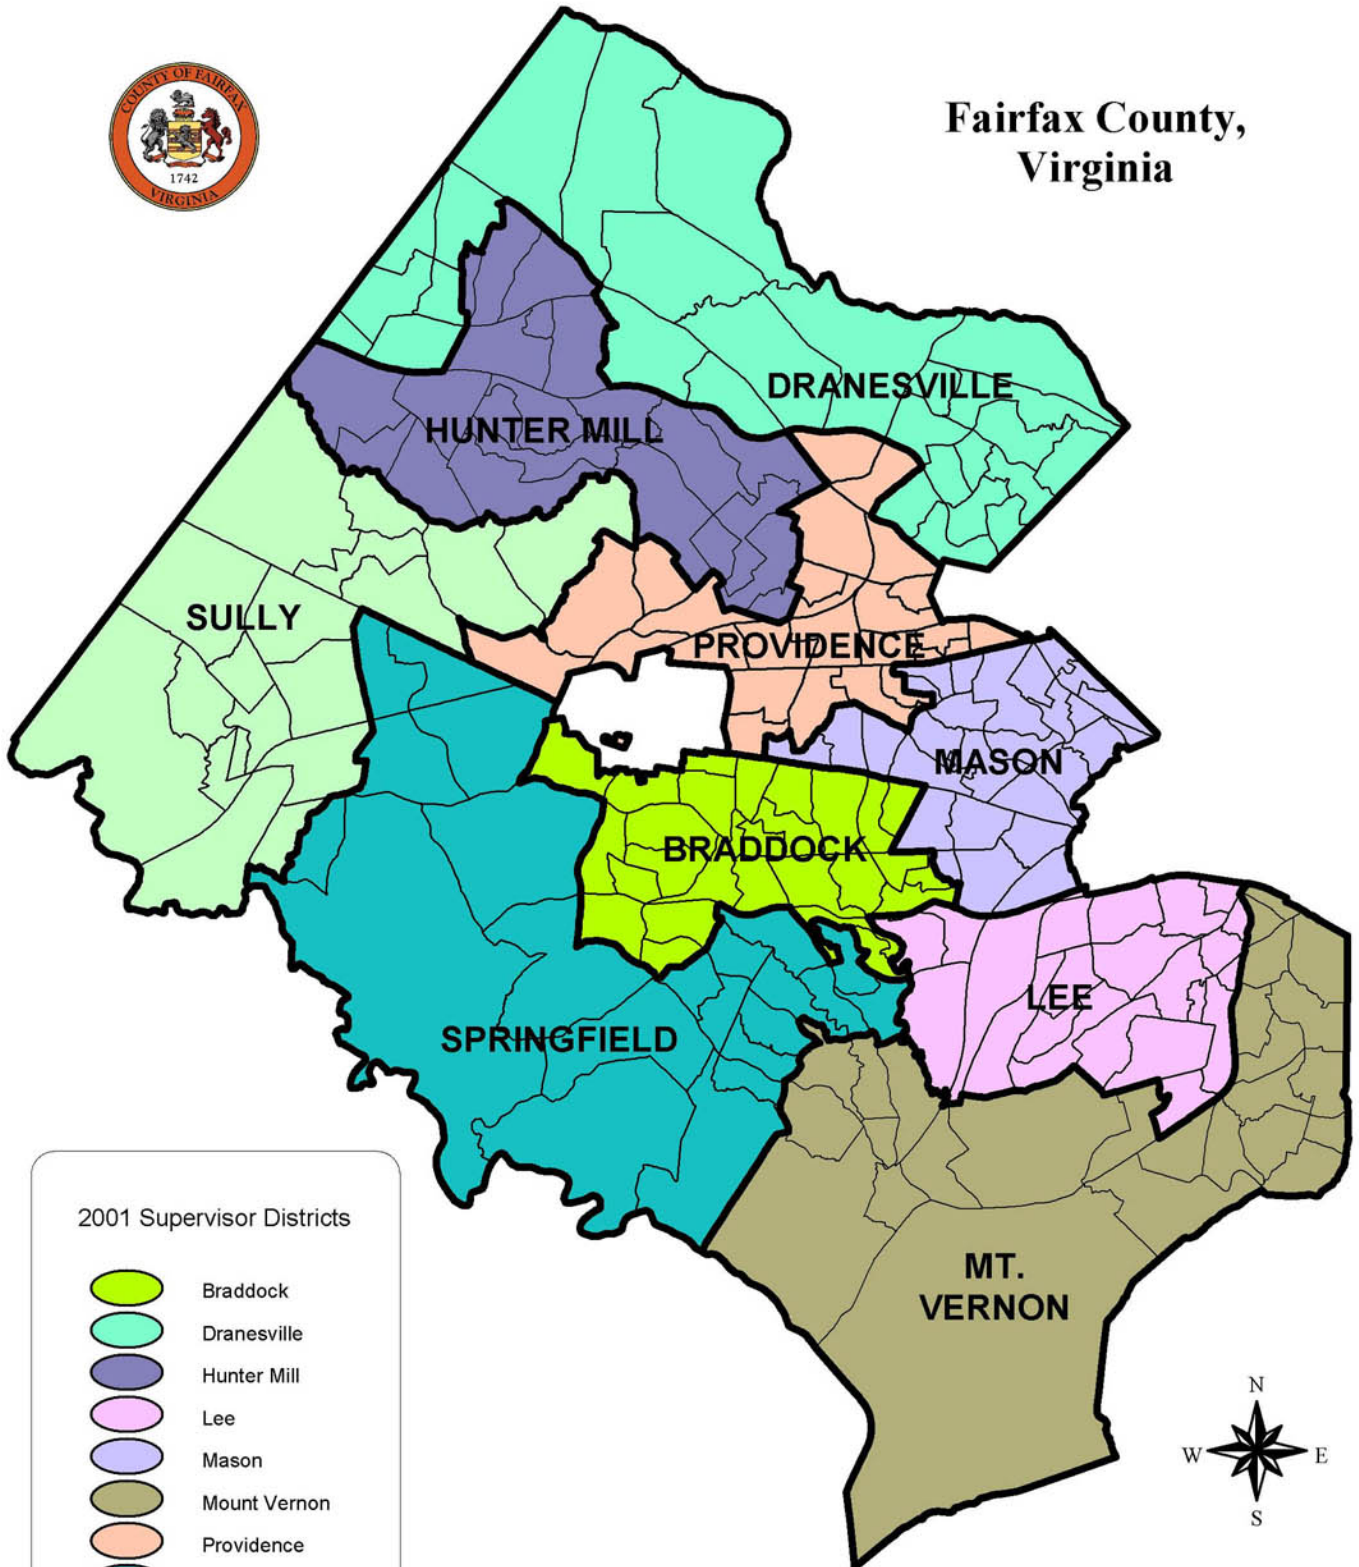 COUNTY OF FAIRFAX
1742
VIRGINIA
Fairfax County,
Virginia
DRANESVILLE
HUNTER MILL
SULLY
PROVIDENCE
MASON
BRADDOCK
LEE
SPRINGFIELD
MT.
VERNON
2001 Supervisor Districts
Braddock
Dranesville
Hunter Mill
Lee
Mason
Mount Vernon
Providence
N
W E
S